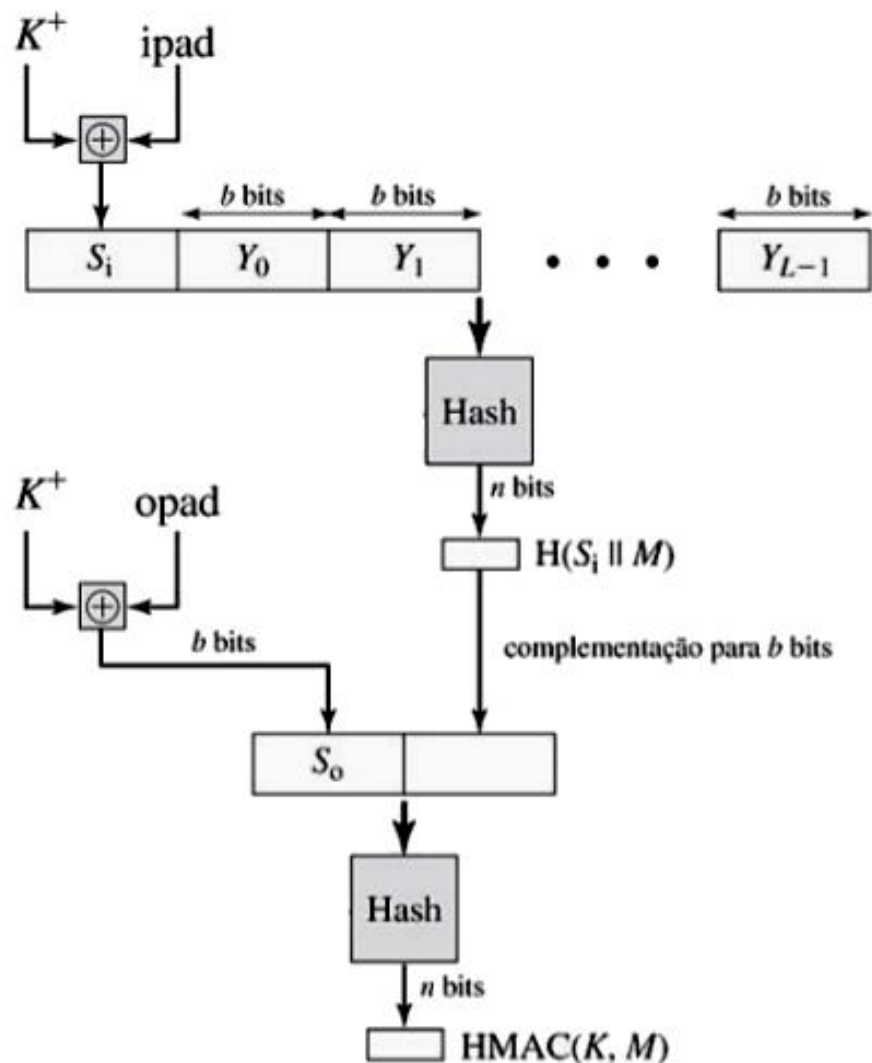 K+ ipad
b bits b bits b bits
Si Y0 Y1 • • • YL−1
Hash
n bits
K+ opad
H(Si || M)
b bits
complementação para b bits
So
Hash
n bits
HMAC(K, M)